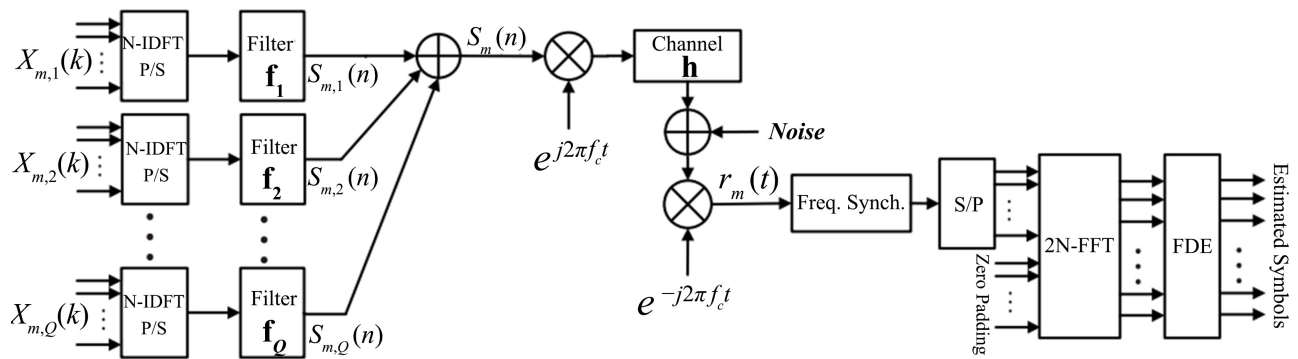 X_{m,1}(k)
N-IDFT
P/S
Filter
f_1
S_{m,1}(n)
S_m(n)
e^{j2πf_c t}
Channel
h
Noise
X_{m,2}(k)
N-IDFT
P/S
Filter
f_2
S_{m,2}(n)
e^{-j2πf_c t}
r_m(t)
Freq. Synch.
S/P
Zero Padding
2N-FFT
FDE
Estimated Symbols
X_{m,Q}(k)
N-IDFT
P/S
Filter
f_Q
S_{m,Q}(n)